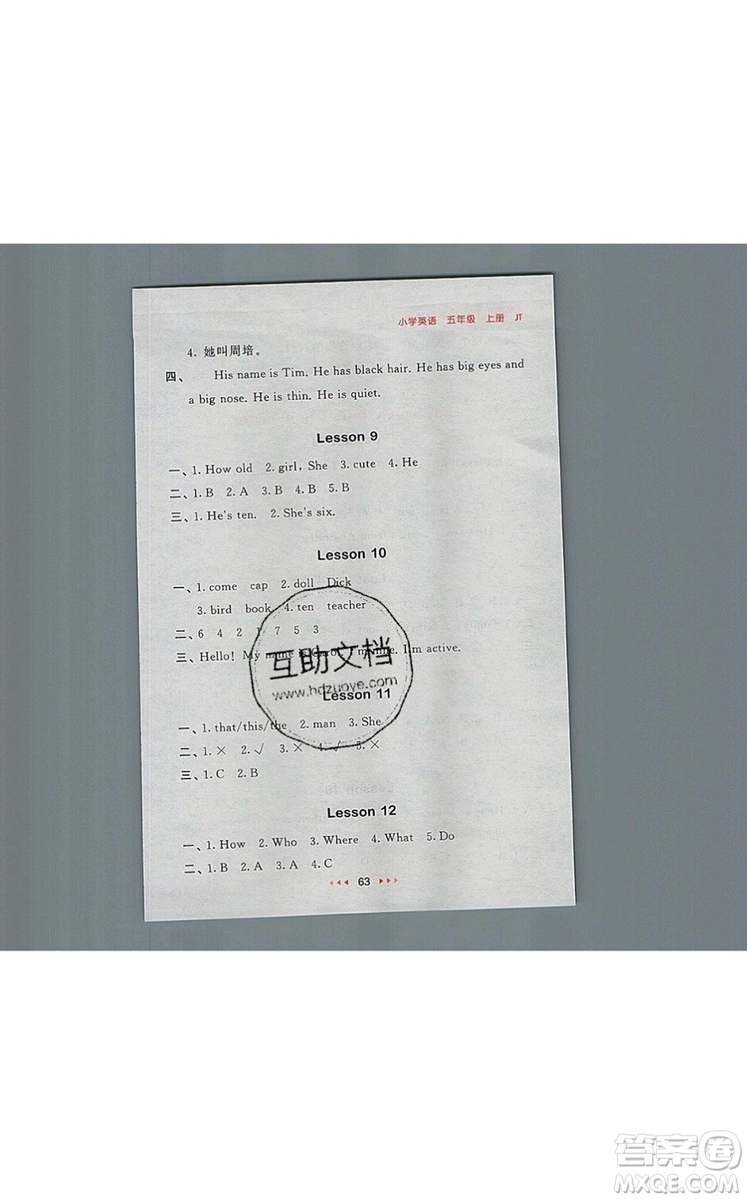 小学英语 五年级 上册 JT
4. 她叫周培。
四、 His name is Tim. He has black hair. He has big eyes and
a big nose. He is thin. He is quiet.
Lesson 9
一、1. How old 2. girl, She 3. cute 4. He
二、1. B 2. A 3. B 4. B 5. B
三、1. He's ten. 2. She's six.
Lesson 10
一、1. come cap 2. doll Dick
3. bird book 4. ten teacher
二、6 4 2 1 7 5 3
三、Hello! My name is nine. I'm active.
互助文档
www.hdzuoye.com
Lesson 11
一、1. that/this/the 2. man 3. She
二、1. × 2. √ 3. × 4. √ 5. ×
三、1. C 2. B
Lesson 12
一、1. How 2. Who 3. Where 4. What 5. Do
二、1. B 2. A 3. A 4. C
63
答案圈
MXQE.COM